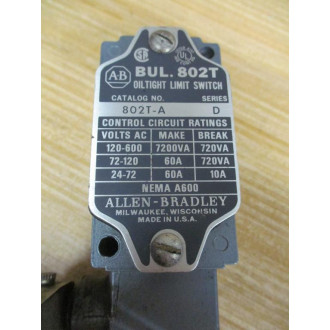 A-B BUL. 802T
OILTIGHT LIMIT SWITCH
CATALOG NO. SERIES
802T-A D
CONTROL CIRCUIT RATINGS
VOLTS AC MAKE BREAK
120-600 7200VA 720VA
72-120 60A 720VA
24-72 60A 10A
NEMA A600
ALLEN-BRADLEY
MILWAUKEE, WISCONSIN
MADE IN U.S.A.